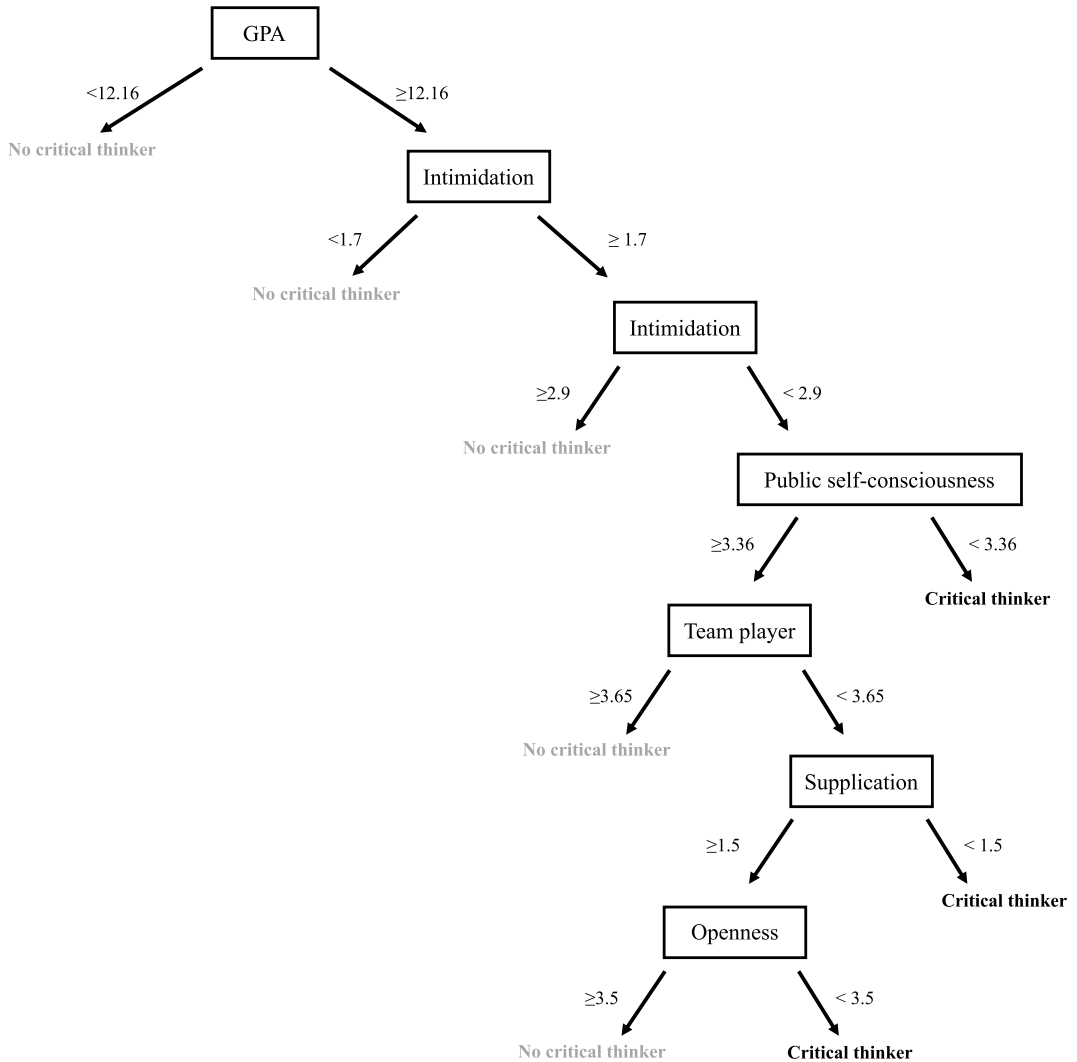 GPA
<12.16
≥12.16
No critical thinker
Intimidation
<1.7
≥ 1.7
No critical thinker
Intimidation
≥2.9
< 2.9
No critical thinker
Public self-consciousness
≥3.36
< 3.36
Critical thinker
Team player
≥3.65
< 3.65
No critical thinker
Supplication
≥1.5
< 1.5
Critical thinker
Openness
≥3.5
< 3.5
No critical thinker
Critical thinker